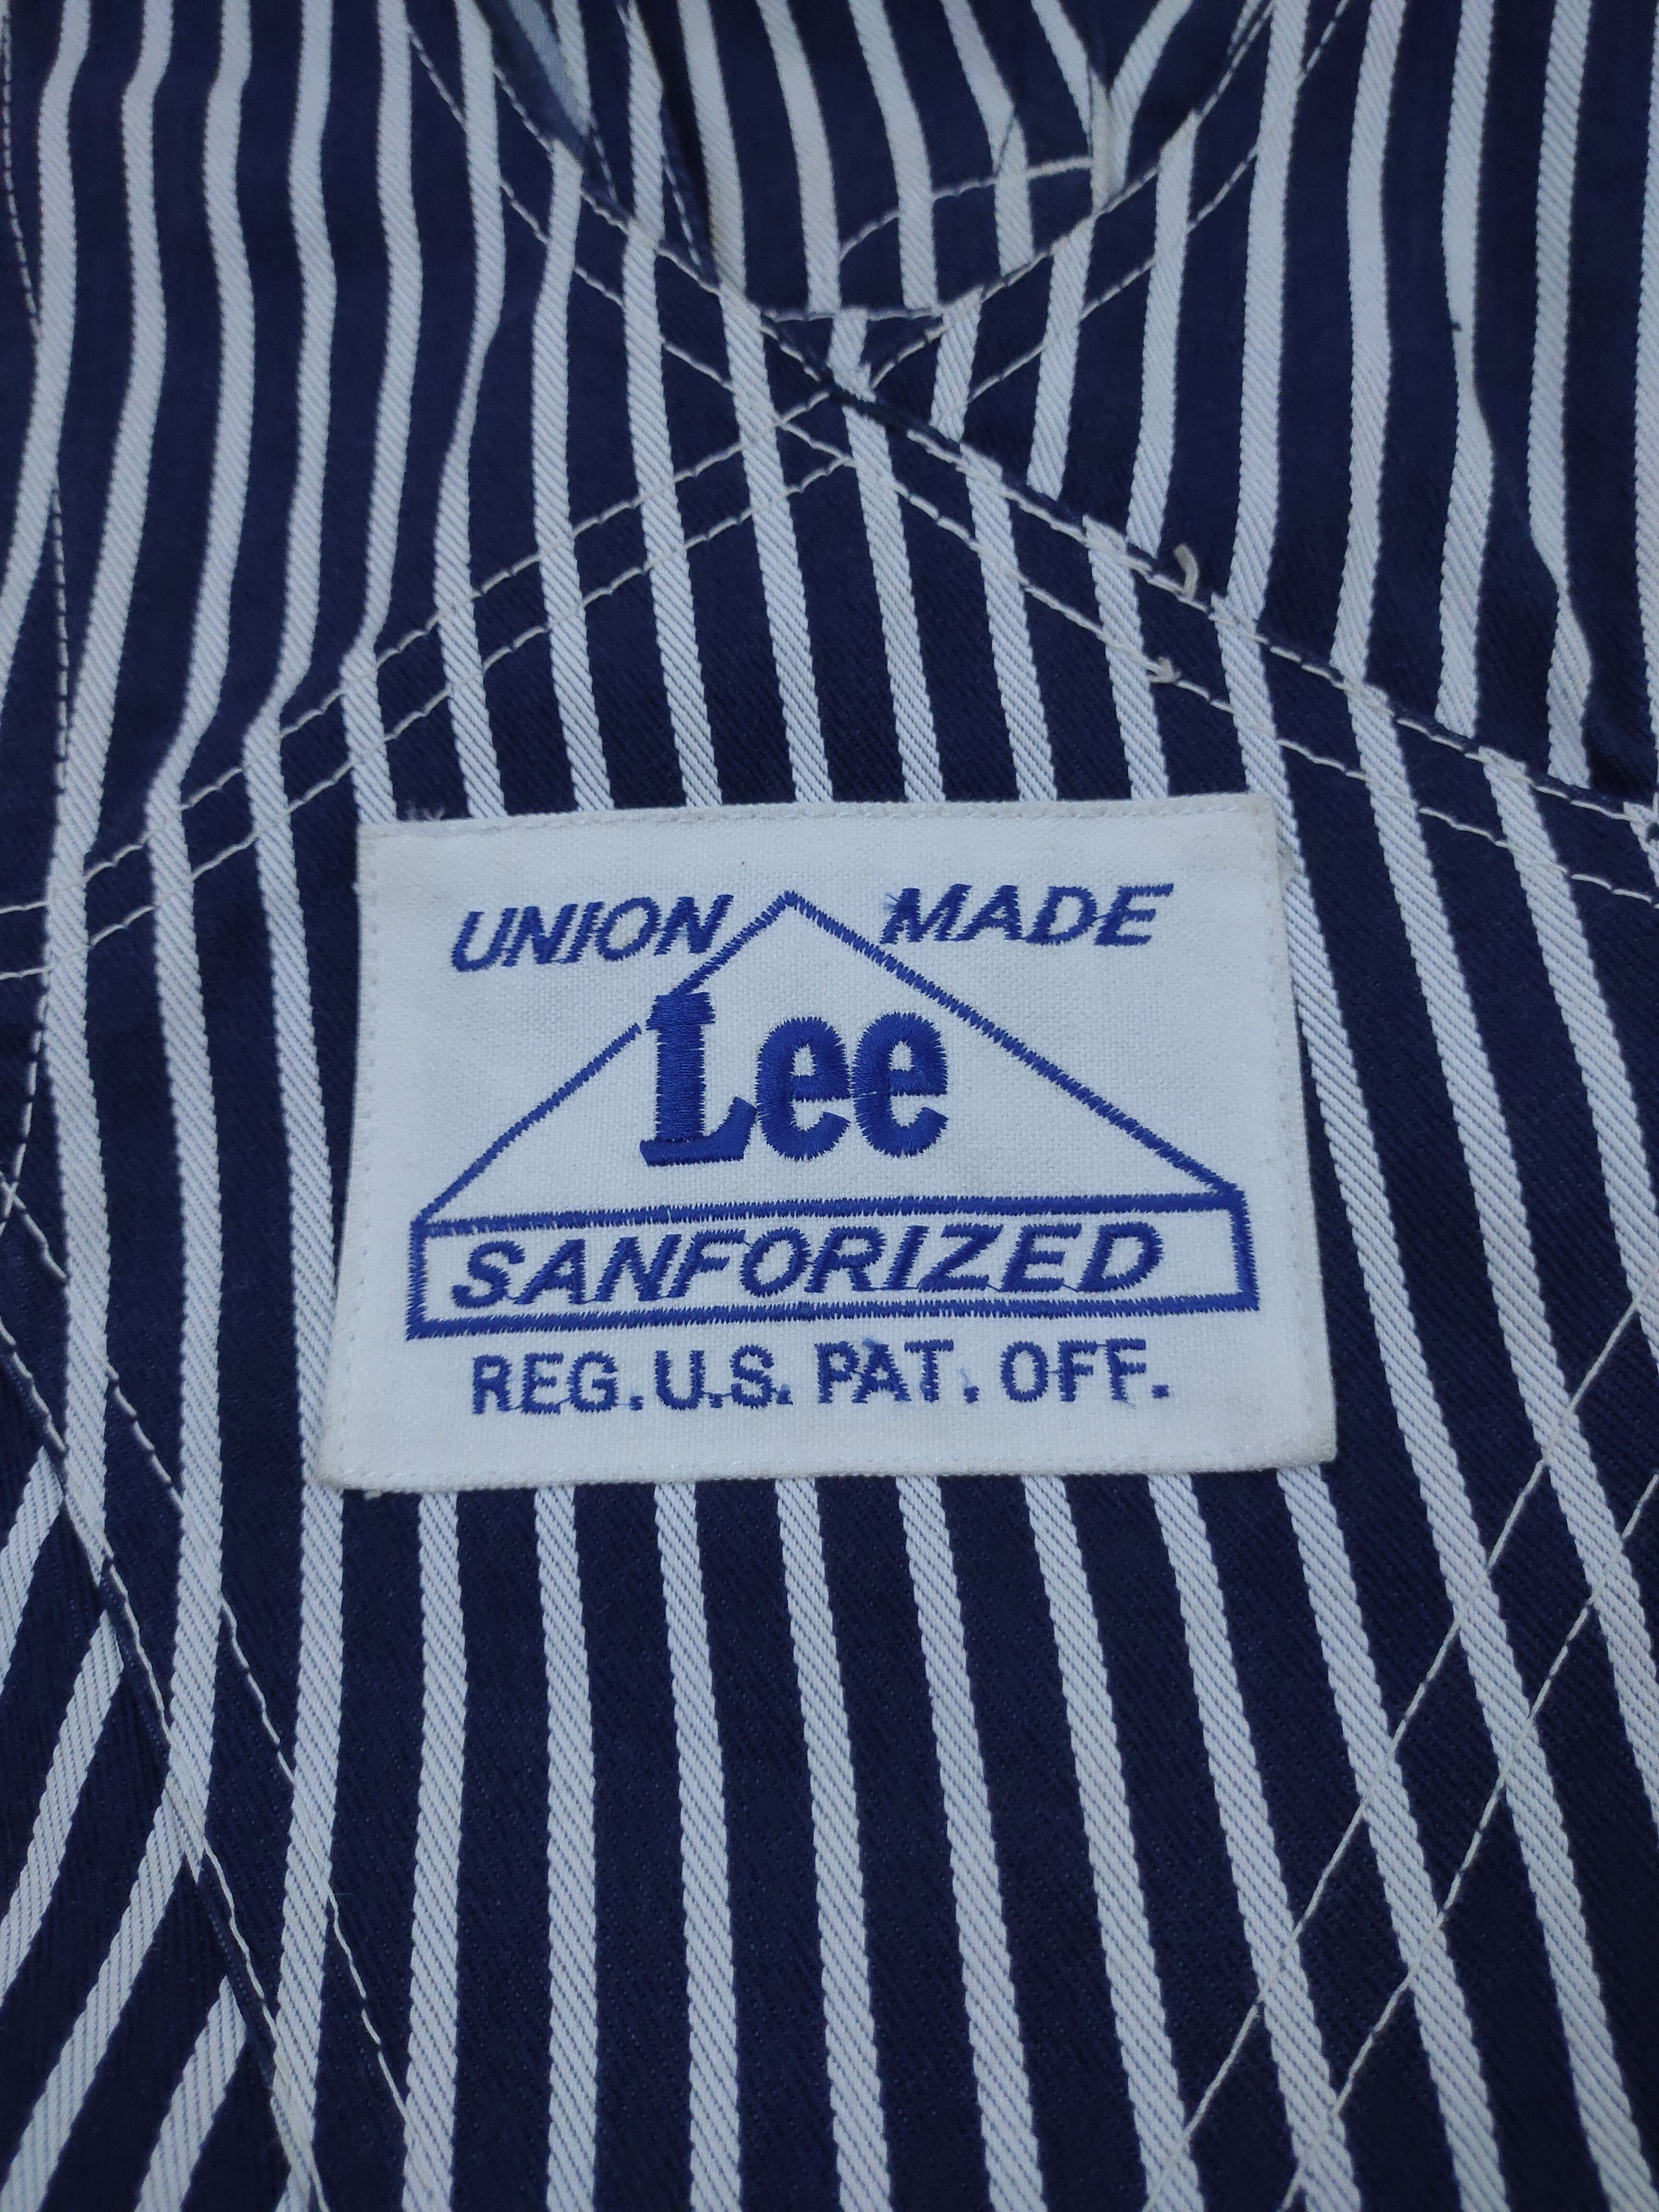 UNION MADE
Lee
SANFORIZED
REG.U.S. PAT. OFF.